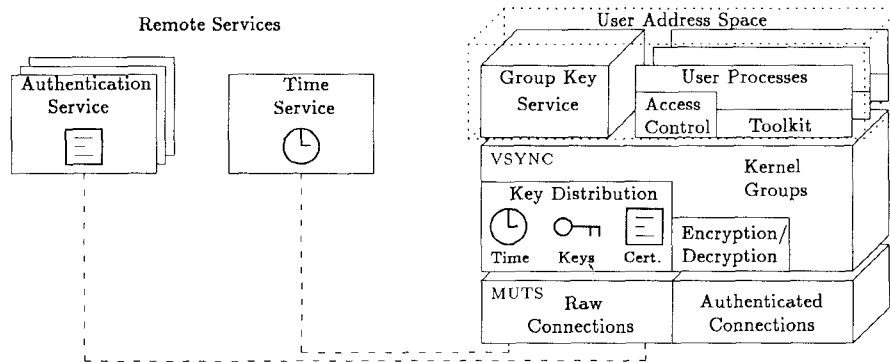 Remote Services
User Address Space
Authentication
Service
Time
Service
Group Key
Service
User Processes
Access
Control
Toolkit
VSYNC
Kernel
Groups
Key Distribution
Time
Keys
Cert.
Encryption/
Decryption
MUTS
Raw
Connections
Authenticated
Connections